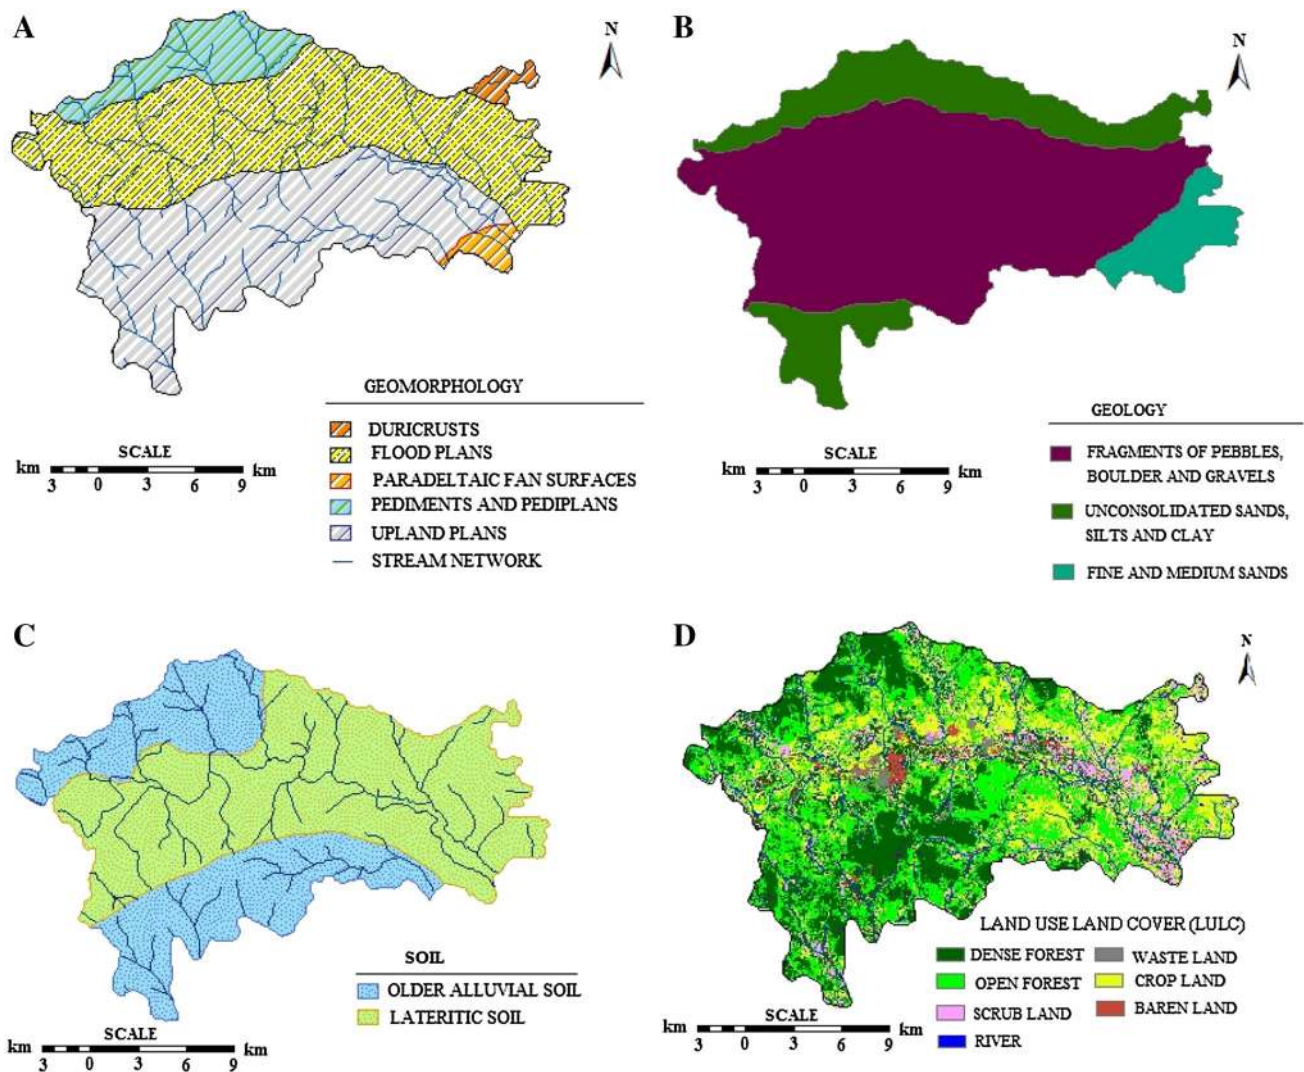 A
N
GEOMORPHOLOGY
DURICRUSTS
FLOOD PLANS
PARADELTAIC FAN SURFACES
PEDIMENTS AND PEDIPLANS
UPLAND PLANS
STREAM NETWORK
SCALE
km km
3 0 3 6 9
B
N
GEOLOGY
FRAGMENTS OF PEBBLES,
BOULDER AND GRAVELS
UNCONSOLIDATED SANDS,
SILTS AND CLAY
FINE AND MEDIUM SANDS
SCALE
km km
3 0 3 6 9
C
SOIL
OLDER ALLUVIAL SOIL
LATERITIC SOIL
SCALE
km km
3 0 3 6 9
D
N
LAND USE LAND COVER (LULC)
DENSE FOREST WASTE LAND
OPEN FOREST CROP LAND
SCRUB LAND BAREN LAND
RIVER
SCALE
km km
3 0 3 6 9